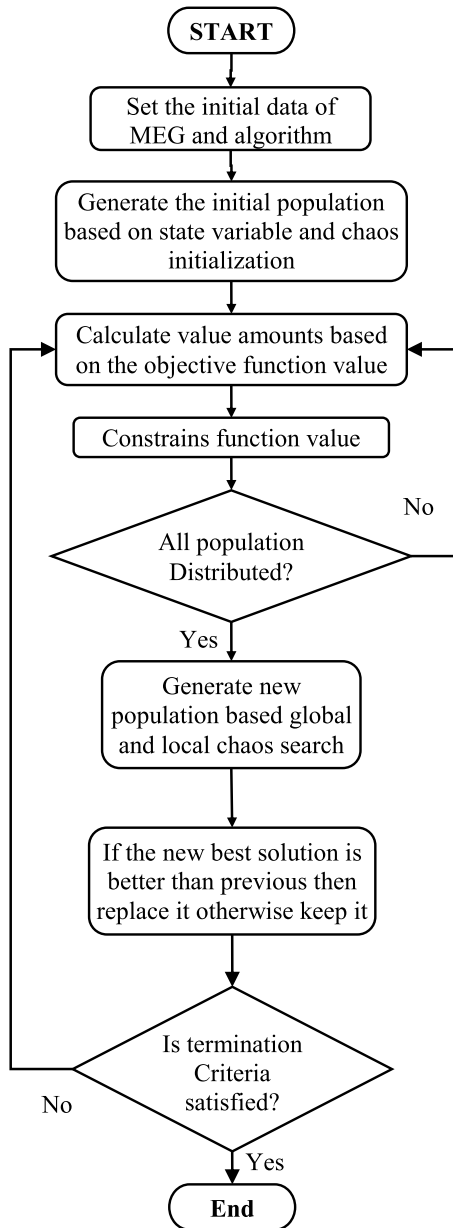 START
Set the initial data of
MEG and algorithm
Generate the initial population
based on state variable and chaos
initialization
Calculate value amounts based
on the objective function value
Constrains function value
No
All population
Distributed?
Yes
Generate new
population based global
and local chaos search
If the new best solution is
better than previous then
replace it otherwise keep it
Is termination
Criteria
satisfied?
No
Yes
End